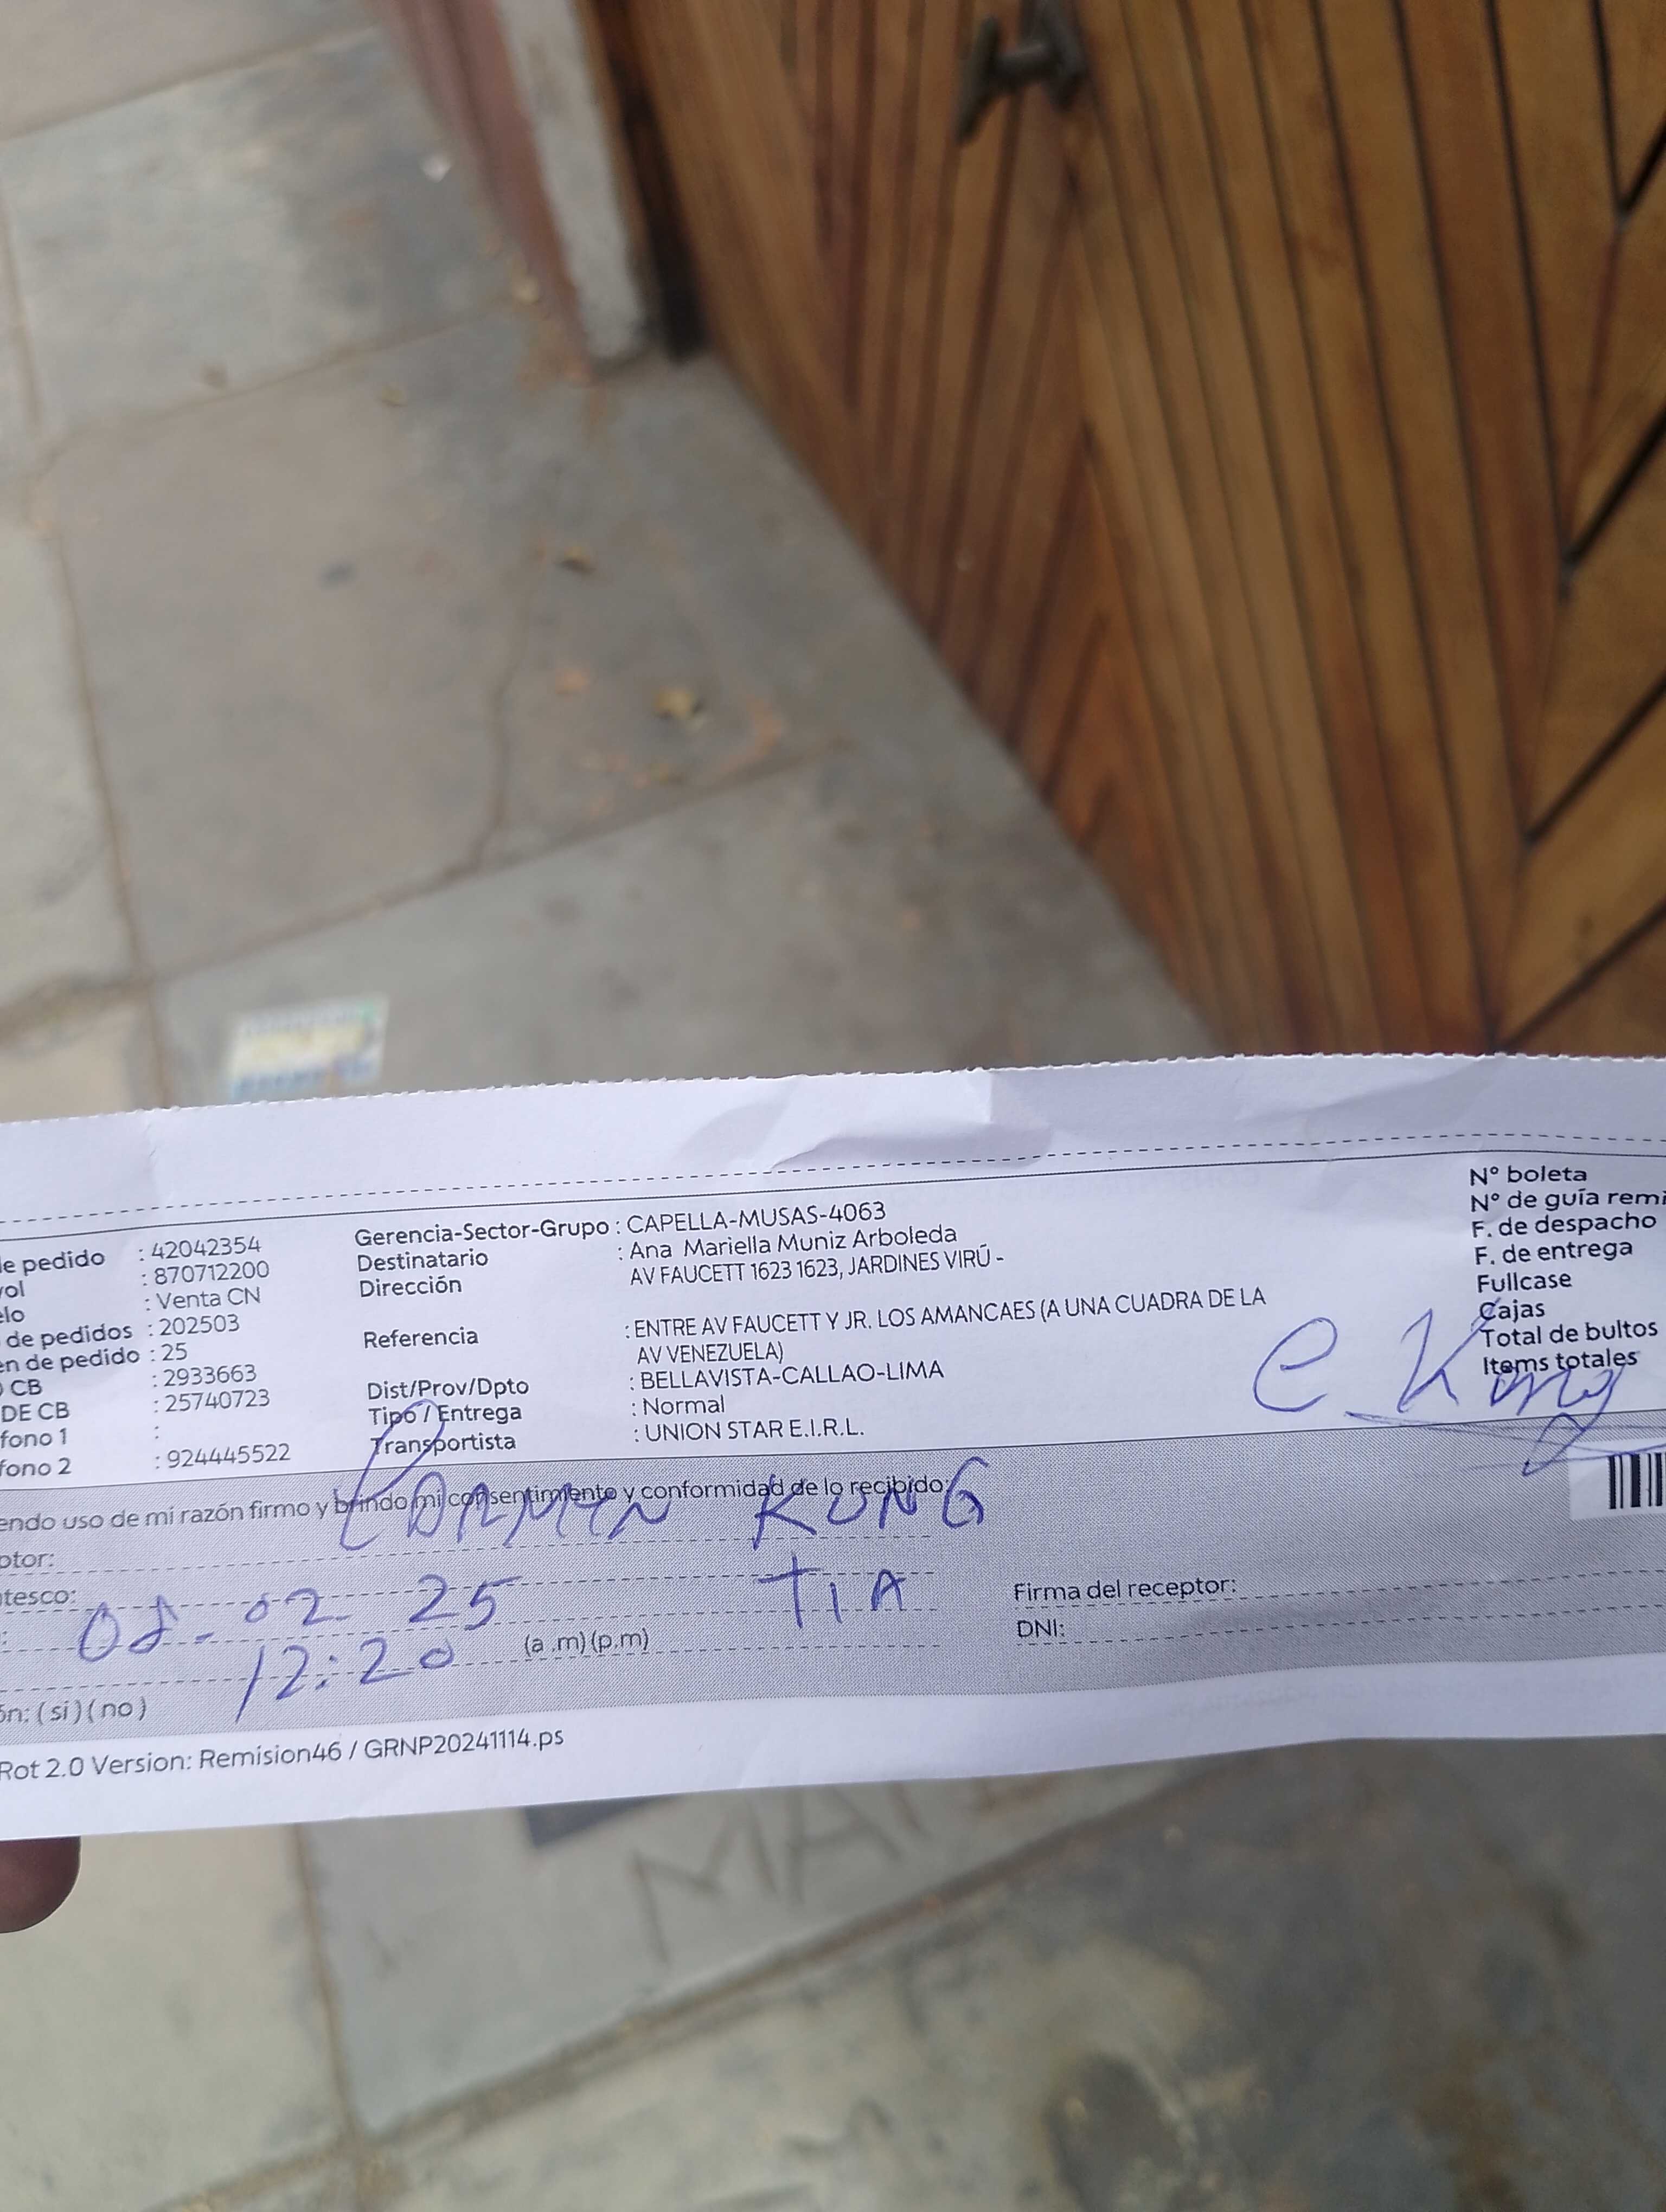 de pedido : 42042354
: 870712200
: Venta CN
de pedidos : 202503
de pedido : 25
CB : 2933663
DE CB : 25740723
fono 1 :
fono 2 : 924445522
Gerencia-Sector-Grupo : CAPELLA-MUSAS-4063
Destinatario : Ana Mariella Muniz Arboleda
Dirección AV FAUCETT 1623 1623, JARDINES VIRÚ -
Referencia : ENTRE AV FAUCETT Y JR. LOS AMANCAES (A UNA CUADRA DE LA
AV VENEZUELA)
Dist/Prov/Dpto : BELLAVISTA-CALLAO-LIMA
Tipo / Entrega : Normal
Transportista : UNION STAR E.I.R.L.
N° boleta
N° de guía remi
F. de despacho
F. de entrega
Fullcase
Cajas
Total de bultos
Items totales
e Kong
endo uso de mi razón firmo y brindo mi consentimiento y conformidad de lo recibido:
ptor: CARMEN KONG
tesco: TIA
: 08-02 25
12:20 (a .m) (p.m)
ón: ( si ) ( no )
Firma del receptor:
DNI:
Rot 2.0 Version: Remision46 / GRNP20241114.ps